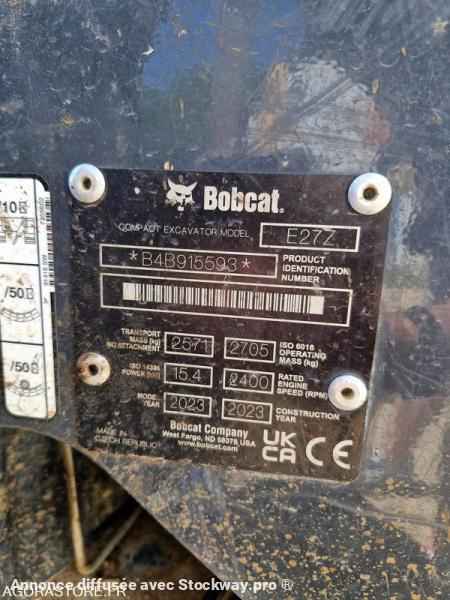 Bobcat.
COMPACT EXCAVATOR MODEL E27Z
*B4B915593* PRODUCT IDENTIFICATION NUMBER
TRANSPORT MASS (kg) NO ATTACHMENT 2571 2705 ISO 6016 OPERATING MASS (kg)
ISO 14396 POWER (kW) 15.4 2400 RATED ENGINE SPEED (RPM)
MODEL YEAR 2023 2023 CONSTRUCTION YEAR
MADE IN CZECH REPUBLIC
Bobcat Company
West Fargo, ND 58078 USA
www.bobcat.com
UK CA CE
/10
/50
/50
Annonce diffusée avec Stockway.pro ®
AGORASTORE.FR